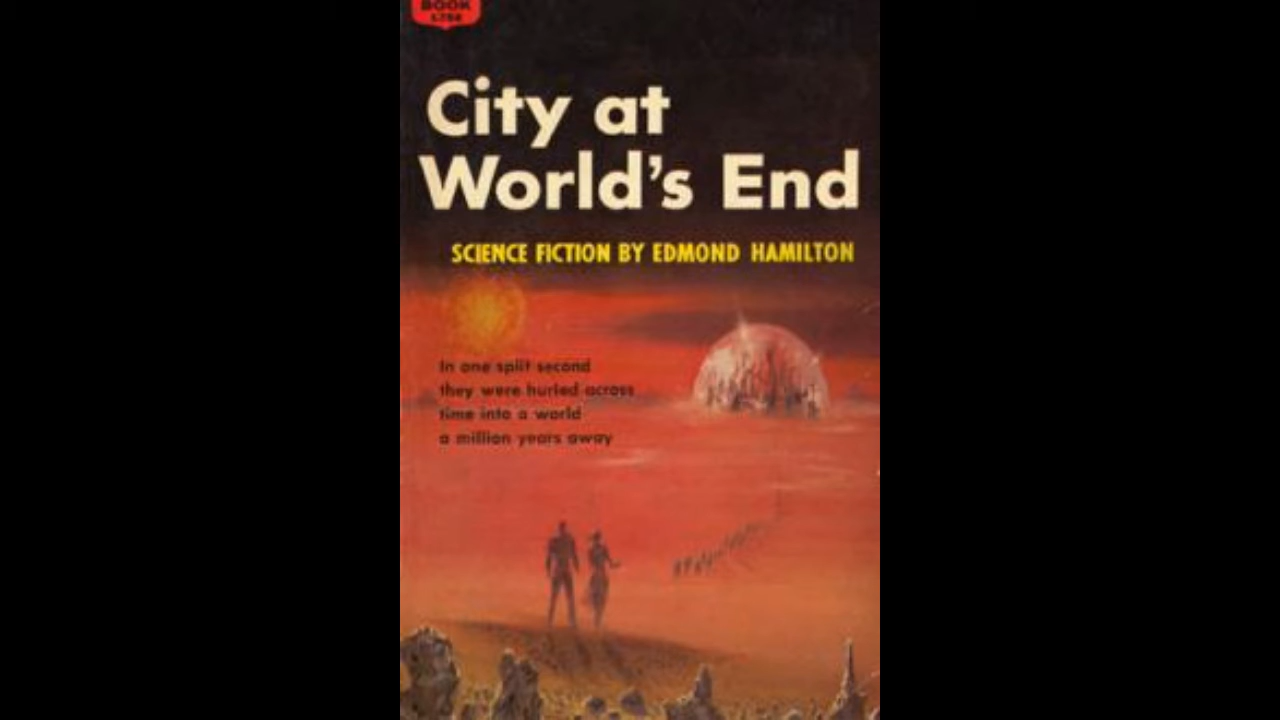 BOOK
City at
World's End
SCIENCE FICTION BY EDMOND HAMILTON
In one split second
they were hurled across
time into a world
a million years away